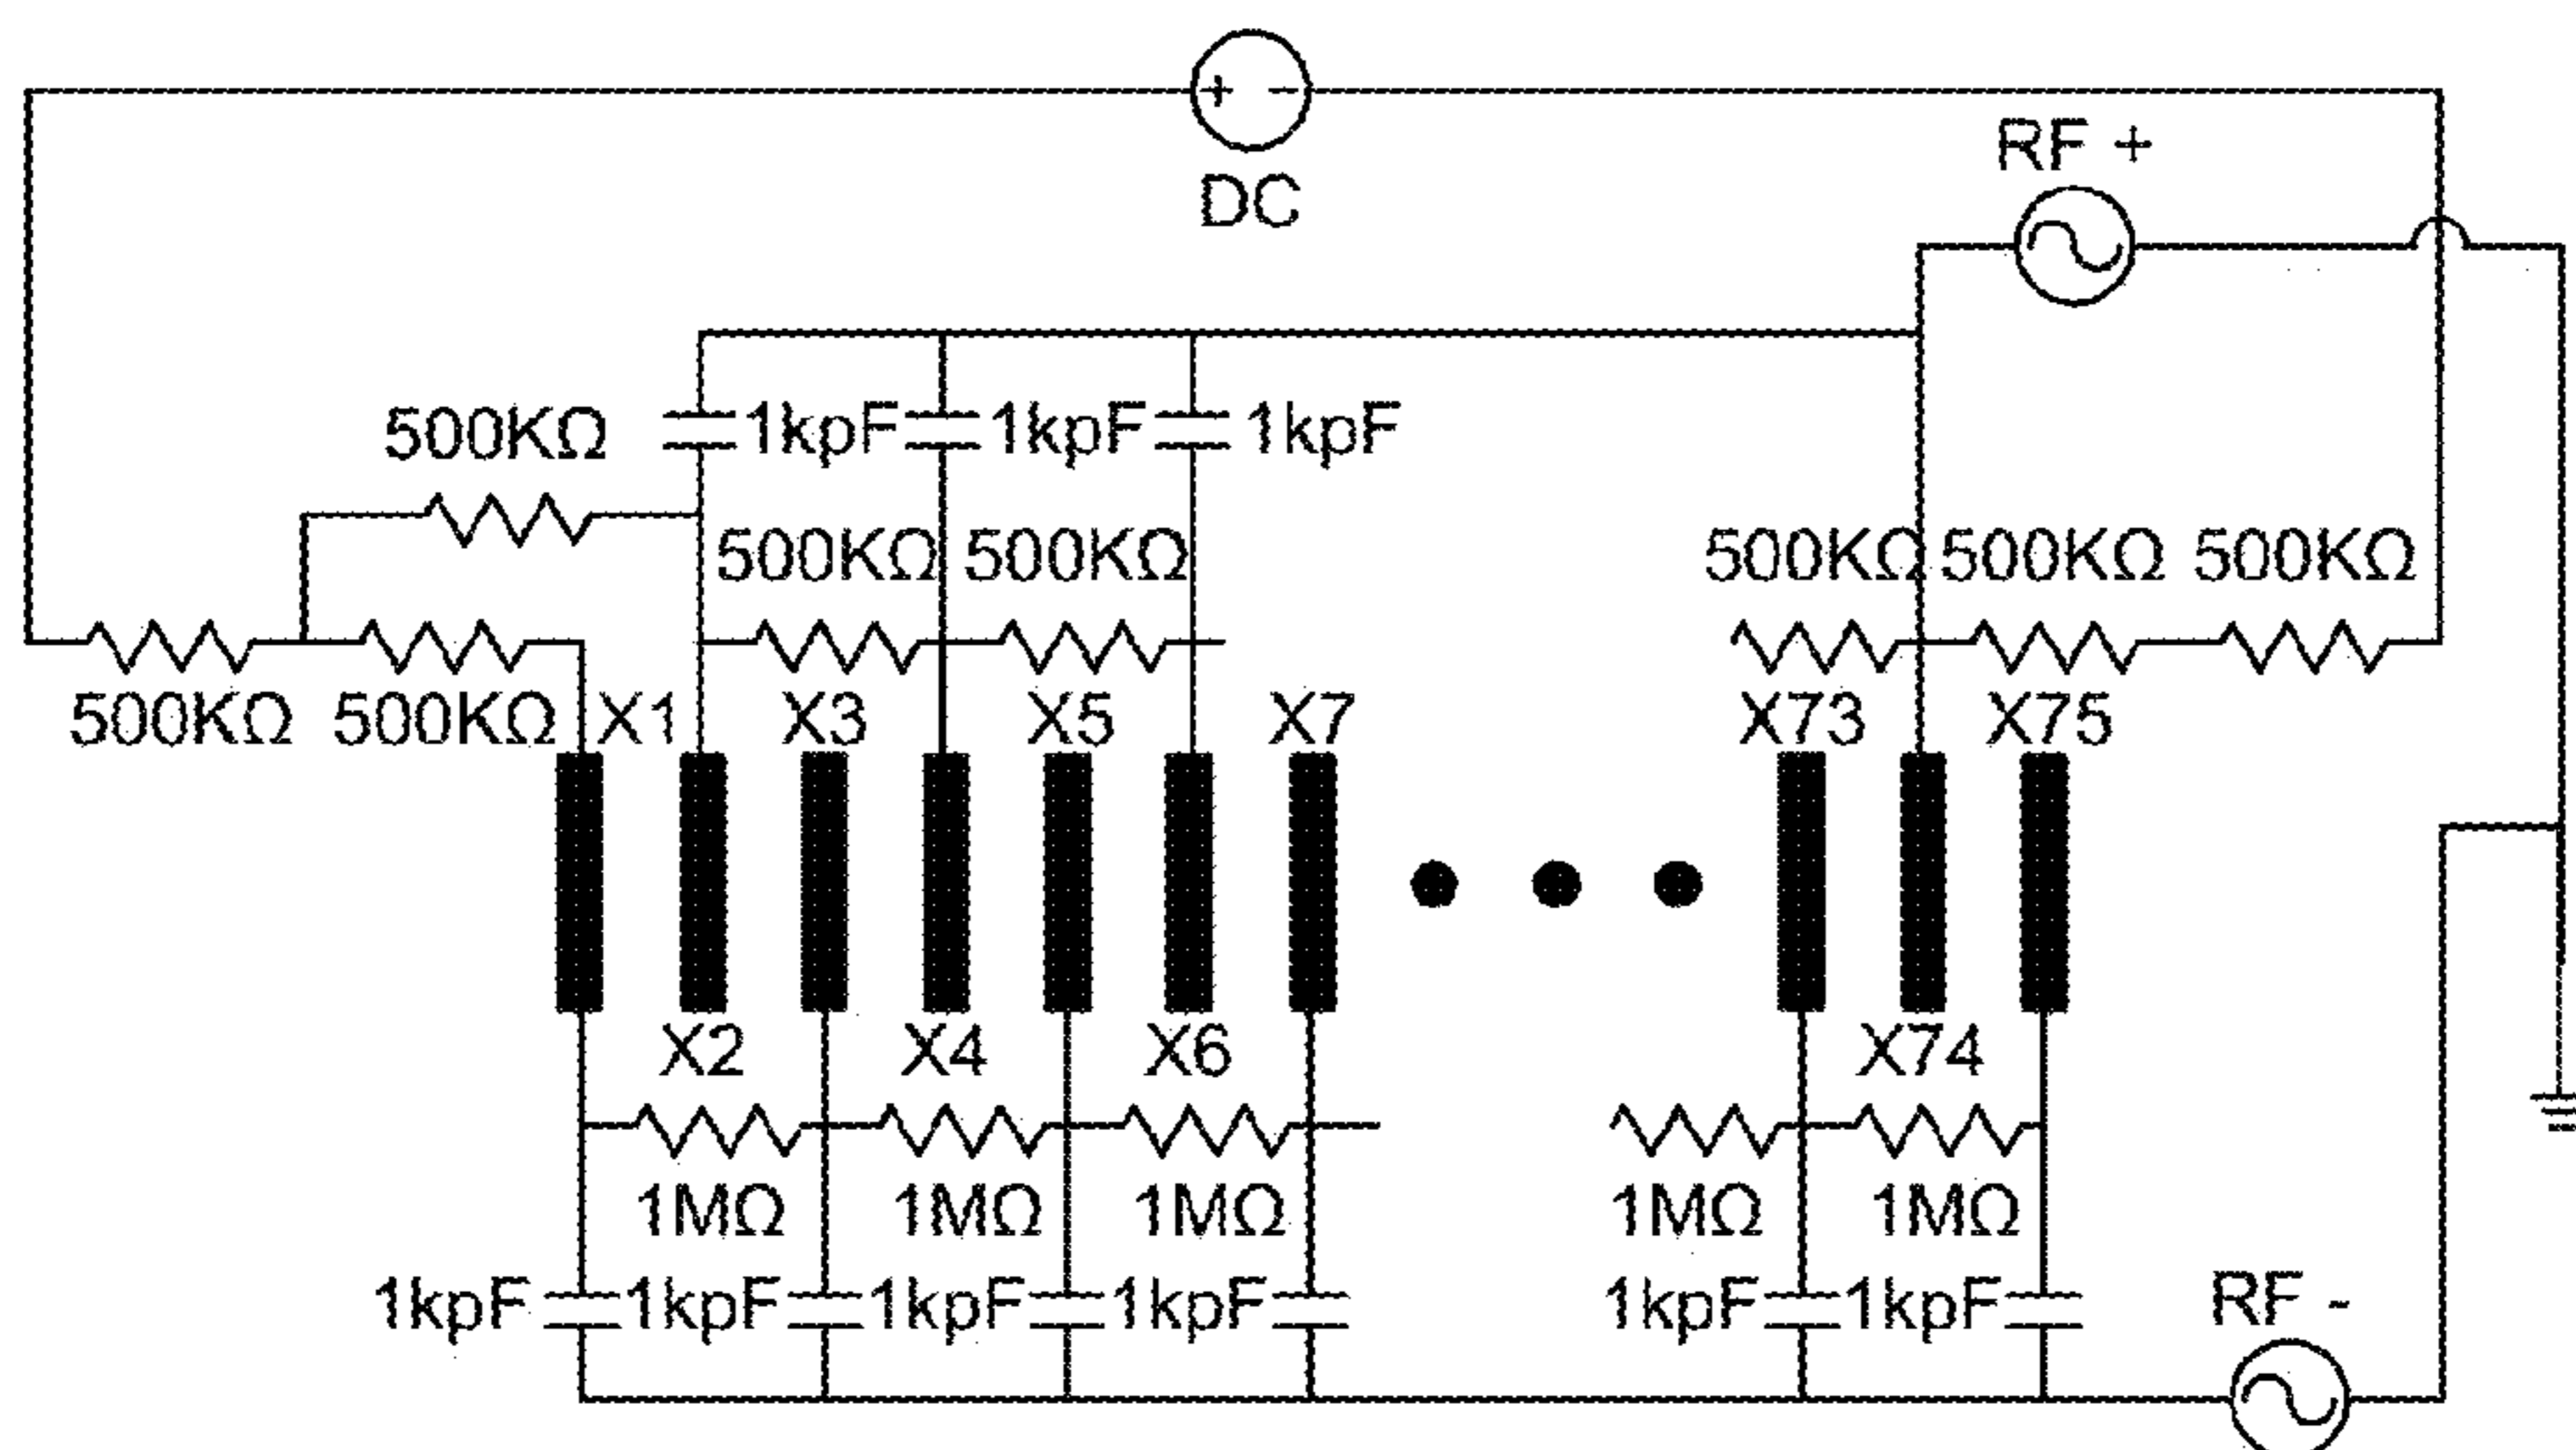 + -
DC
RF +
500KΩ 1kpF 1kpF 1kpF
500KΩ 500KΩ 500KΩ 500KΩ 500KΩ
500KΩ 500KΩ X1 X3 X5 X7 X73 X75
X2 X4 X6 X74
1MΩ 1MΩ 1MΩ 1MΩ 1MΩ
1kpF 1kpF 1kpF 1kpF 1kpF 1kpF
RF -